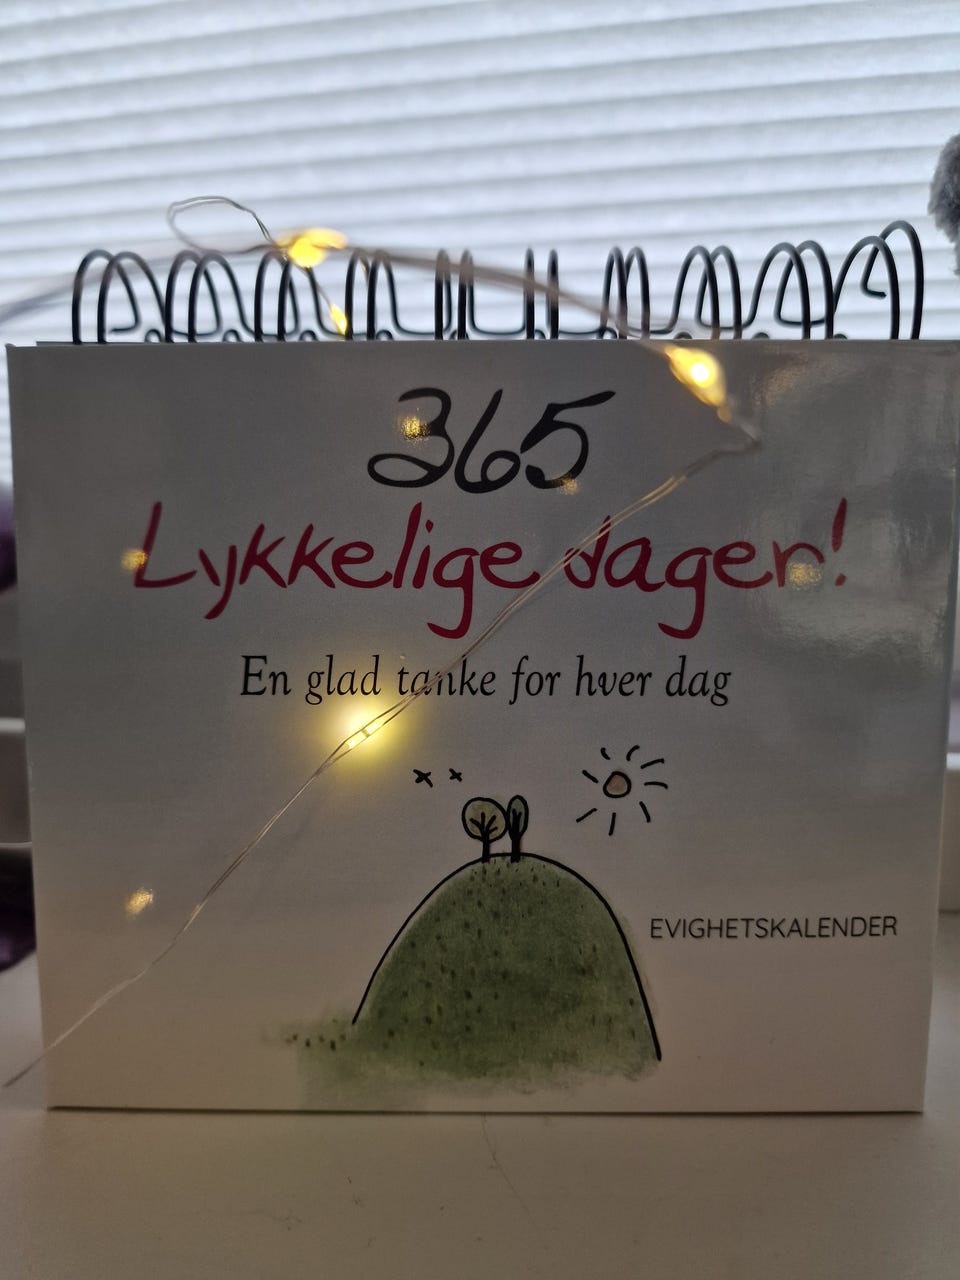 365
Lykkelige dager!
En glad tanke for hver dag
EVIGHETSKALENDER